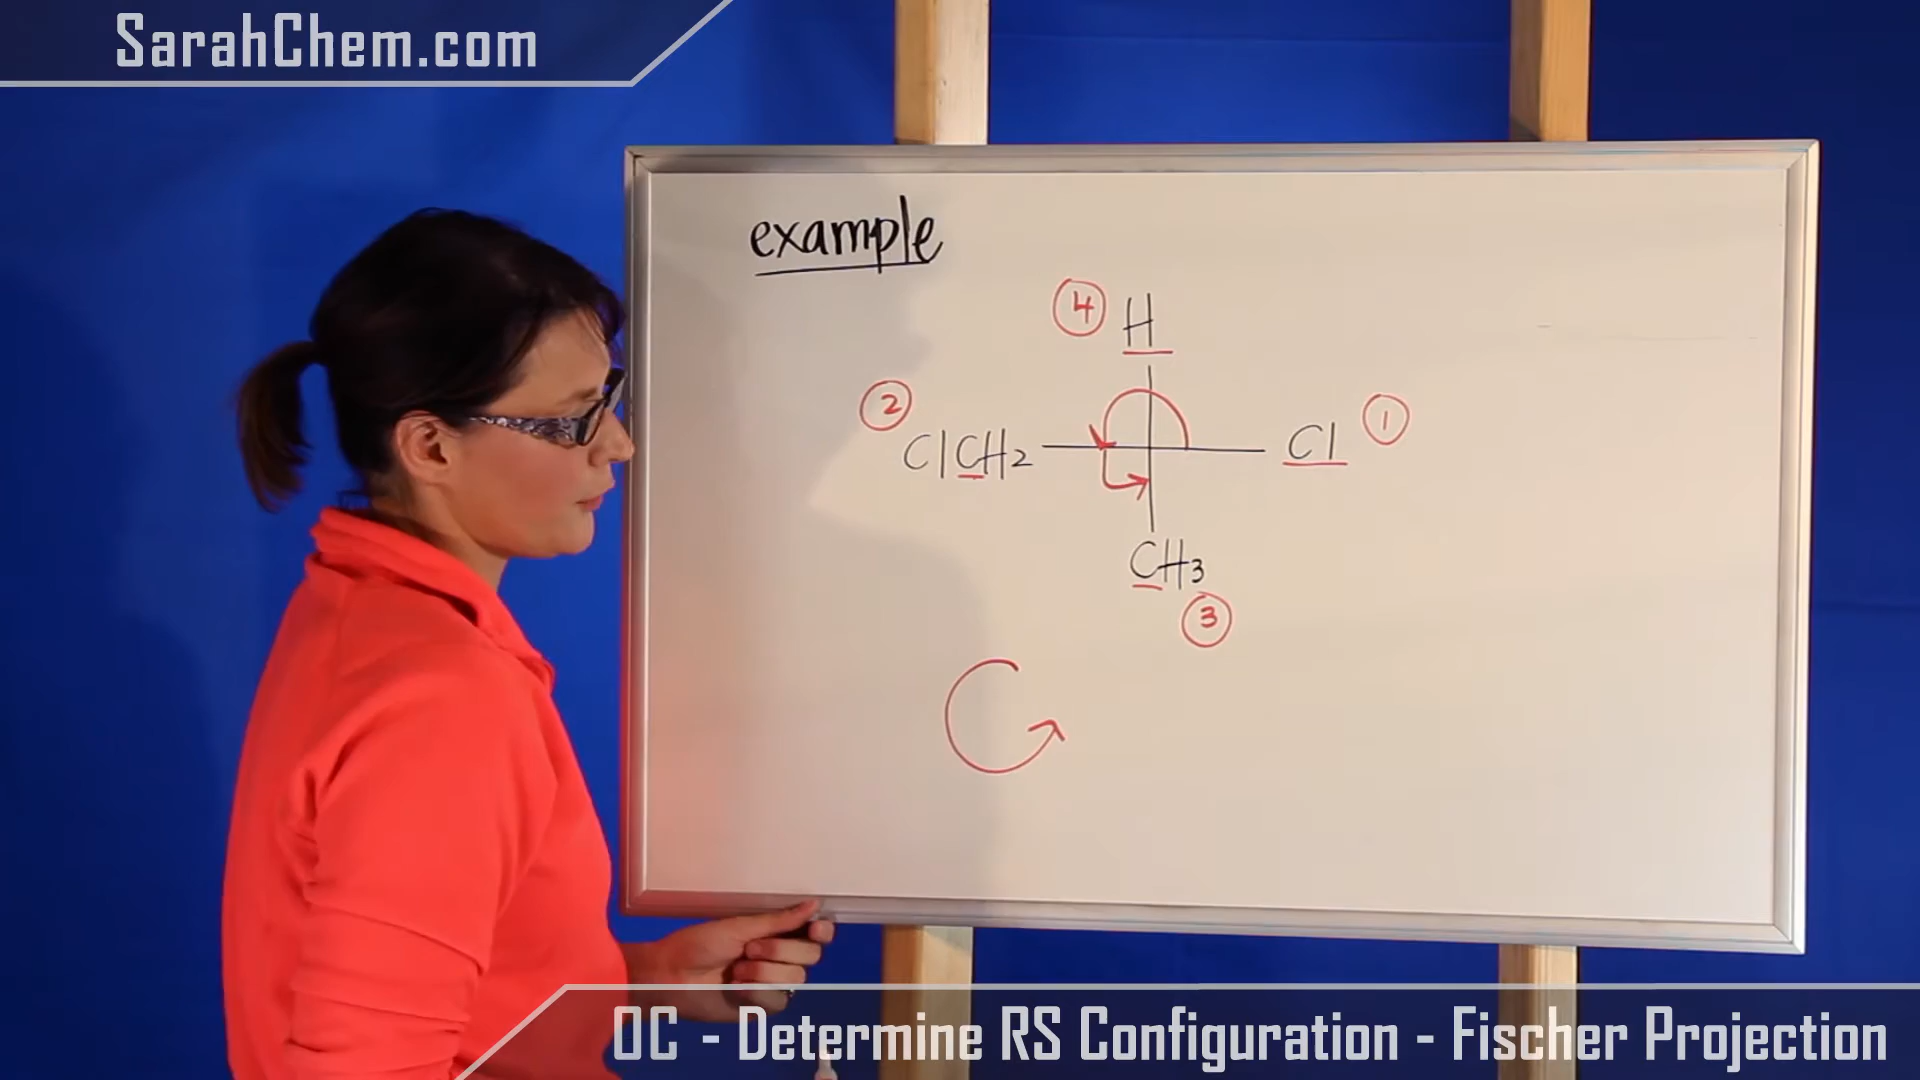 SarahChem.com
example
④ H
② ClCH₂ Cl ①
CH₃
③
OC - Determine RS Configuration - Fischer Projection